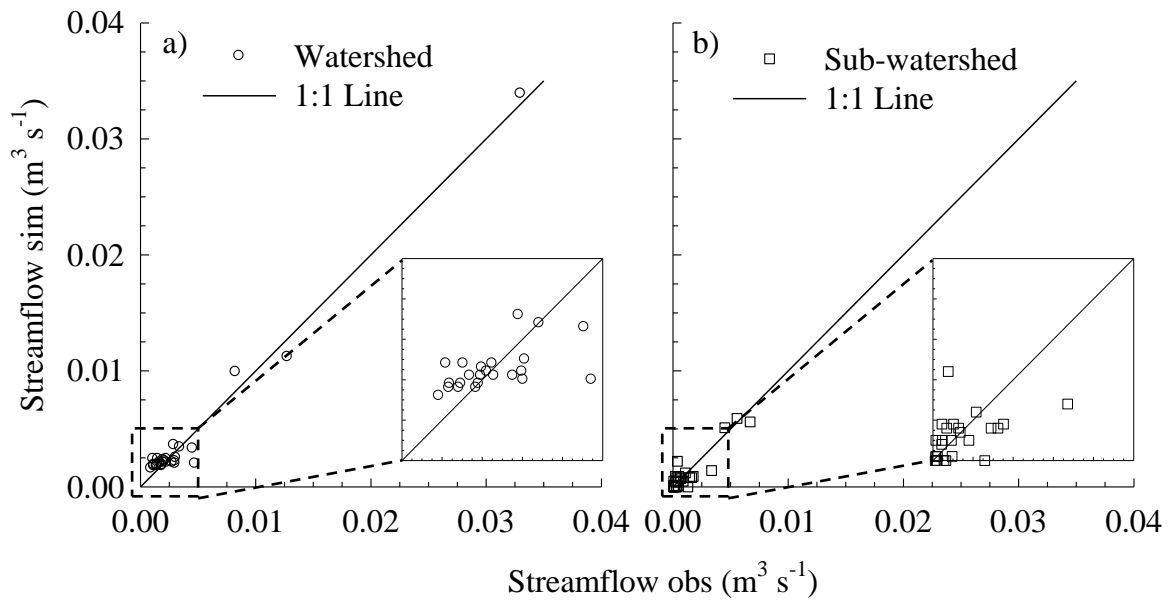 a)
Watershed
1:1 Line
b)
Sub-watershed
1:1 Line
Streamflow sim (m³ s⁻¹)
0.04
0.03
0.02
0.01
0.00
0.00 0.01 0.02 0.03 0.04
0.00 0.01 0.02 0.03 0.04
Streamflow obs (m³ s⁻¹)